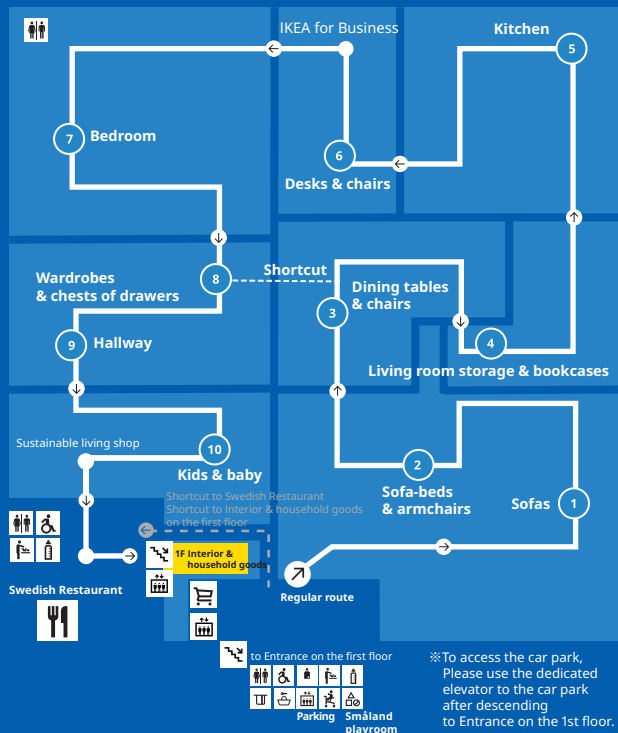 IKEA for Business
Kitchen
5
7
Bedroom
6
Desks & chairs
Shortcut
Wardrobes
& chests of drawers
8
Dining tables
& chairs
3
9
Hallway
4
Living room storage & bookcases
Sustainable living shop
10
Kids & baby
2
Sofa-beds
& armchairs
Sofas
1
Shortcut to Swedish Restaurant
Shortcut to Interior & household goods
on the first floor
1F Interior &
household goods
Swedish Restaurant
Regular route
to Entrance on the first floor
Parking
Småland
playroom
※To access the car park,
Please use the dedicated
elevator to the car park
after descending
to Entrance on the 1st floor.